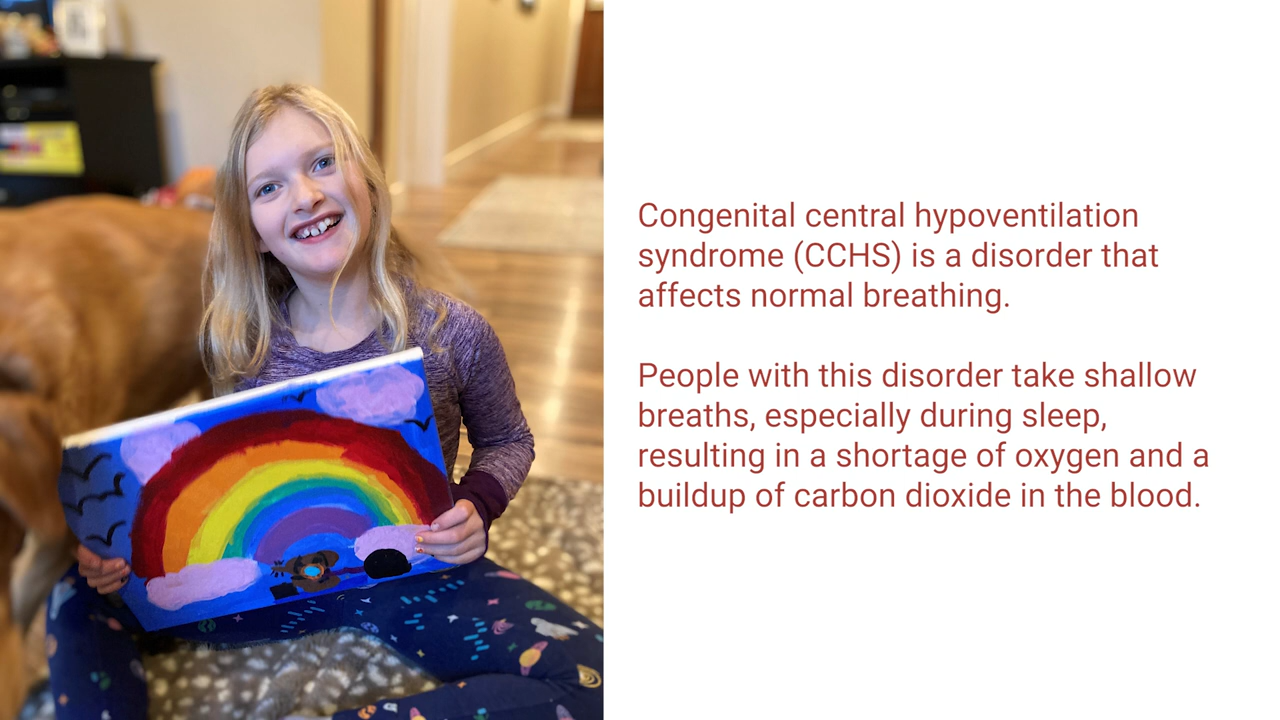 Congenital central hypoventilation
syndrome (CCHS) is a disorder that
affects normal breathing.
People with this disorder take shallow
breaths, especially during sleep,
resulting in a shortage of oxygen and a
buildup of carbon dioxide in the blood.